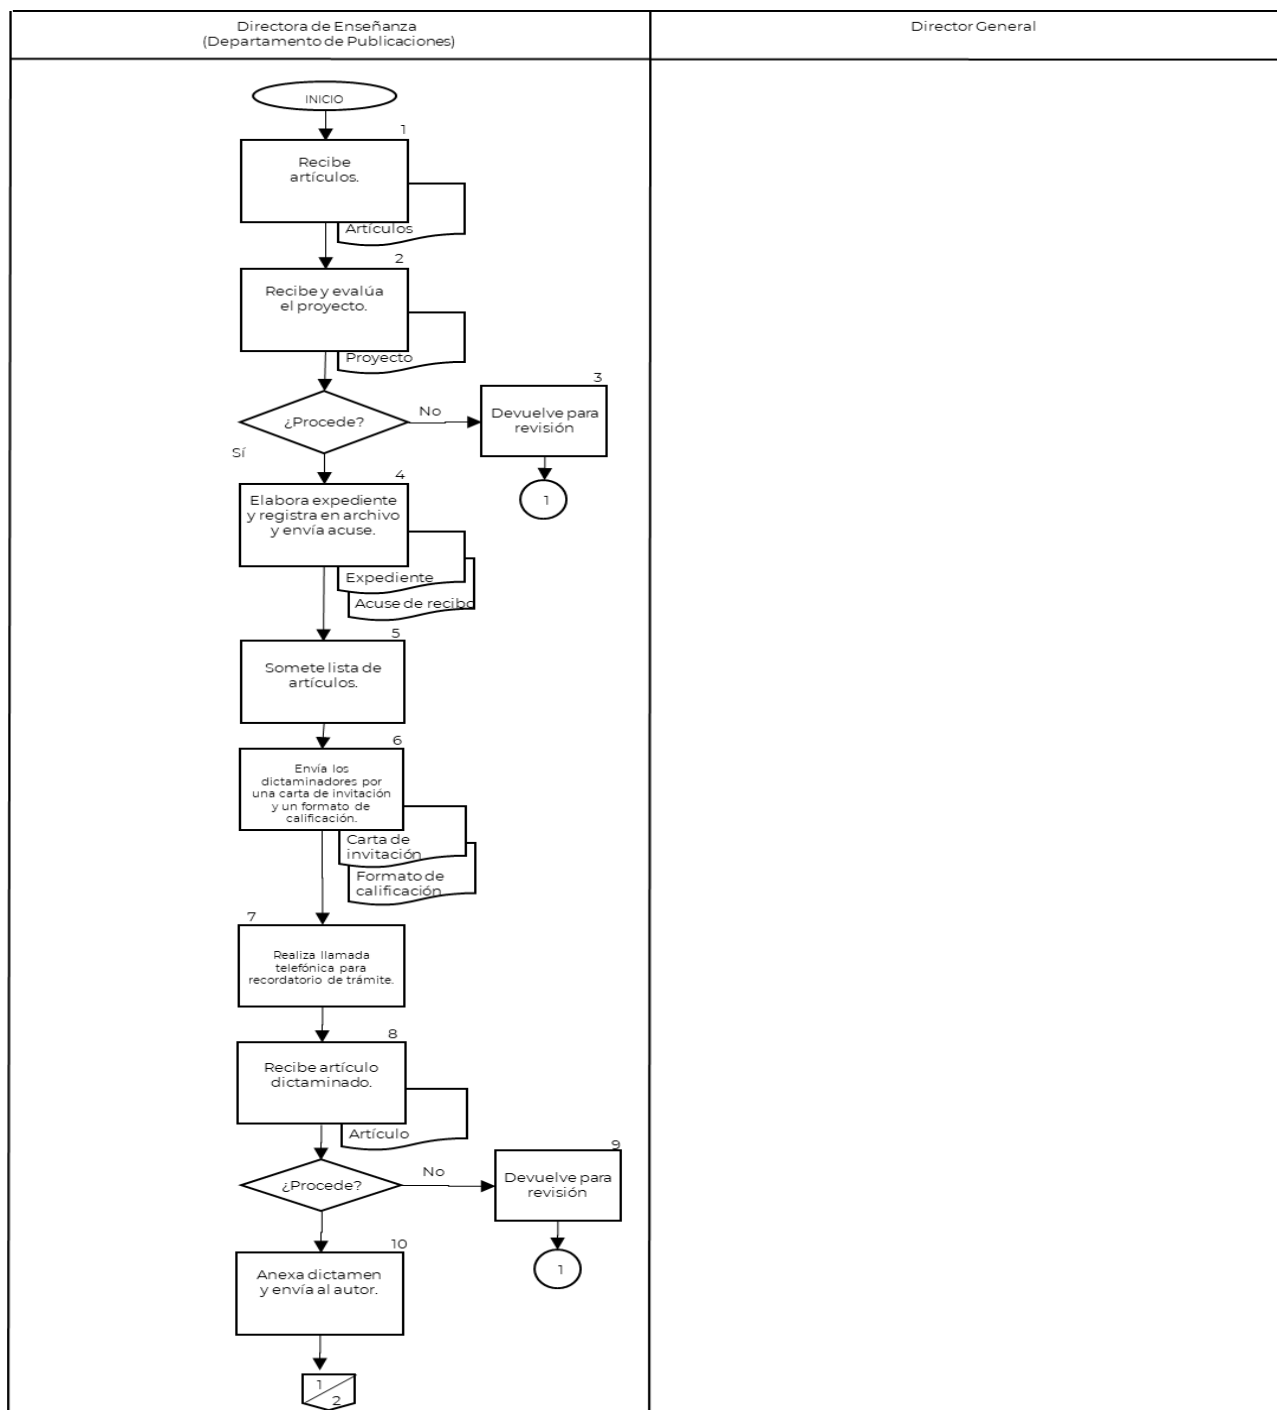 Directora de Enseñanza
(Departamento de Publicaciones)
Director General
INICIO
1
Recibe
artículos.
Artículos
2
Recibe y evalúa
el proyecto.
Proyecto
¿Procede?
No
3
Devuelve para
revisión
1
Sí
4
Elabora expediente
y registra en archivo
y envía acuse.
Expediente
Acuse de recibo
5
Somete lista de
artículos.
6
Envía los
dictaminadores por
una carta de invitación
y un formato de
calificación.
Carta de
invitación
Formato de
calificación
7
Realiza llamada
telefónica para
recordatorio de trámite.
8
Recibe artículo
dictaminado.
Artículo
¿Procede?
No
9
Devuelve para
revisión
1
10
Anexa dictamen
y envía al autor.
1
2